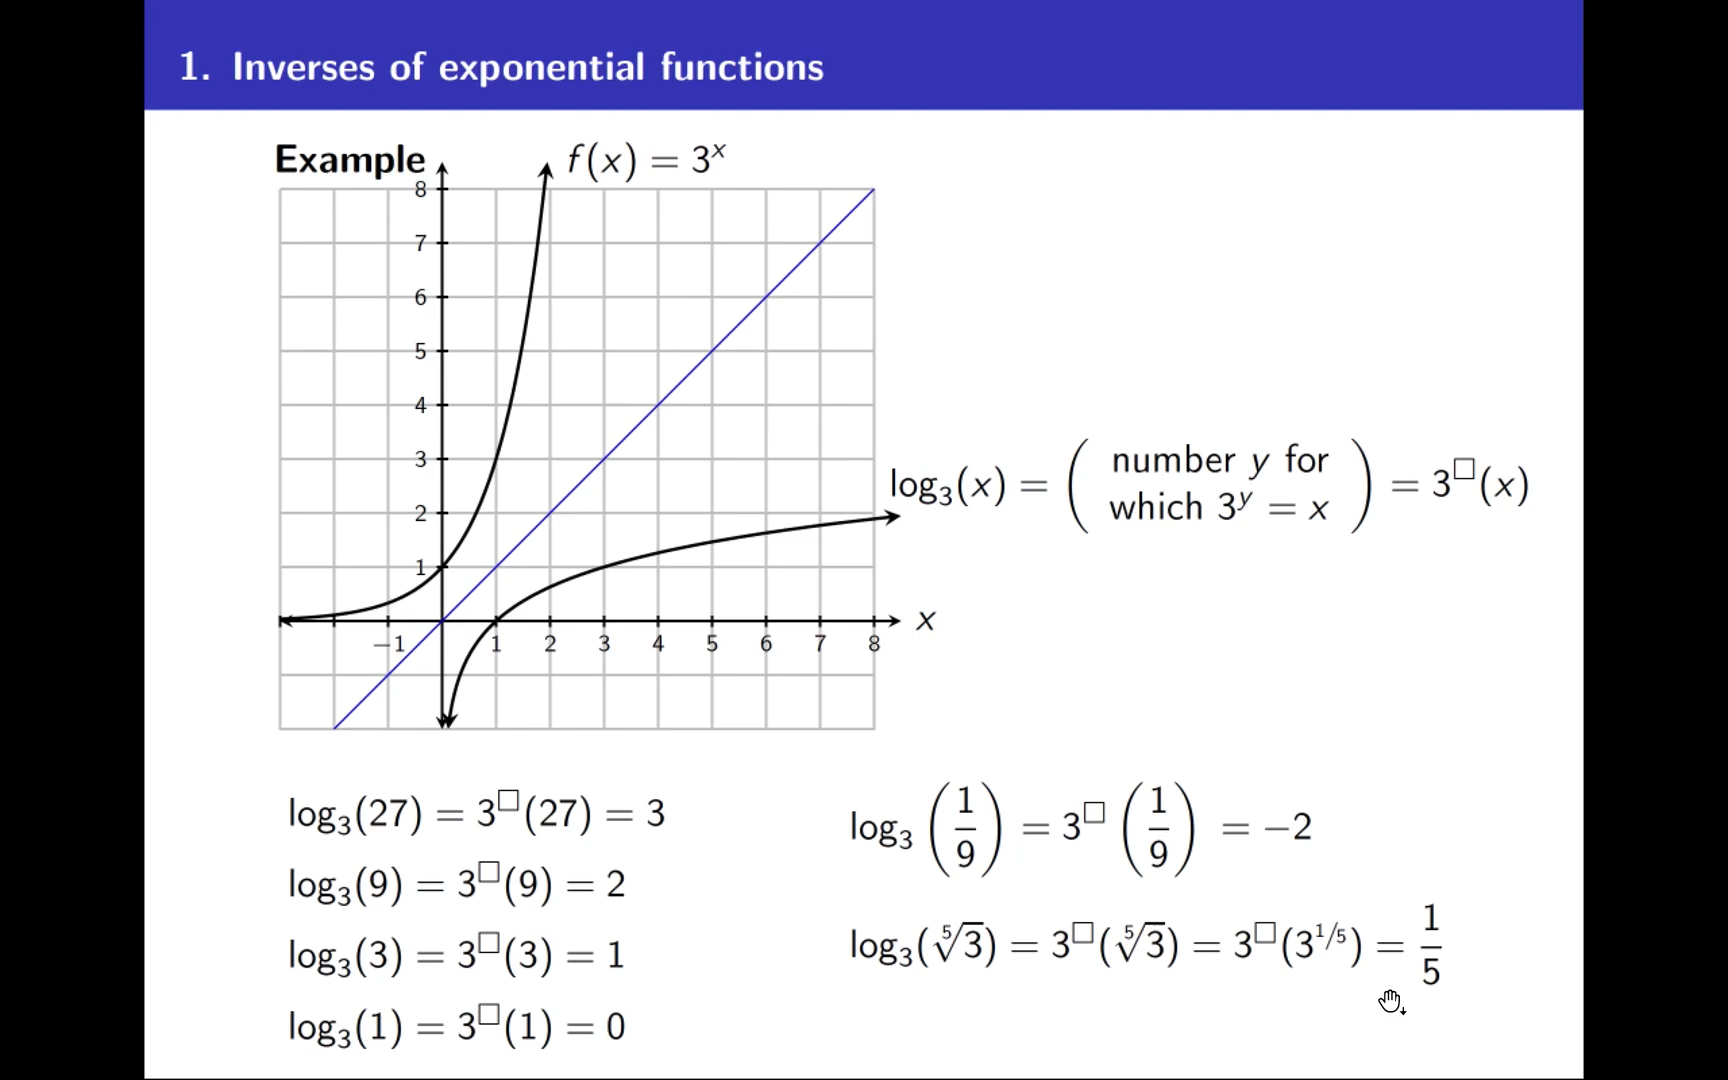 1. Inverses of exponential functions
Example
f(x) = 3ˣ
8
7
6
5
4
3
2
1
−1 1 2 3 4 5 6 7 8
x
log₃(x) = ( number y for which 3ʸ = x ) = 3^□(x)
log₃(27) = 3^□(27) = 3
log₃(9) = 3^□(9) = 2
log₃(3) = 3^□(3) = 1
log₃(1) = 3^□(1) = 0
log₃(1/9) = 3^□(1/9) = −2
log₃(⁵√3) = 3^□(⁵√3) = 3^□(3^1/5) = 1/5